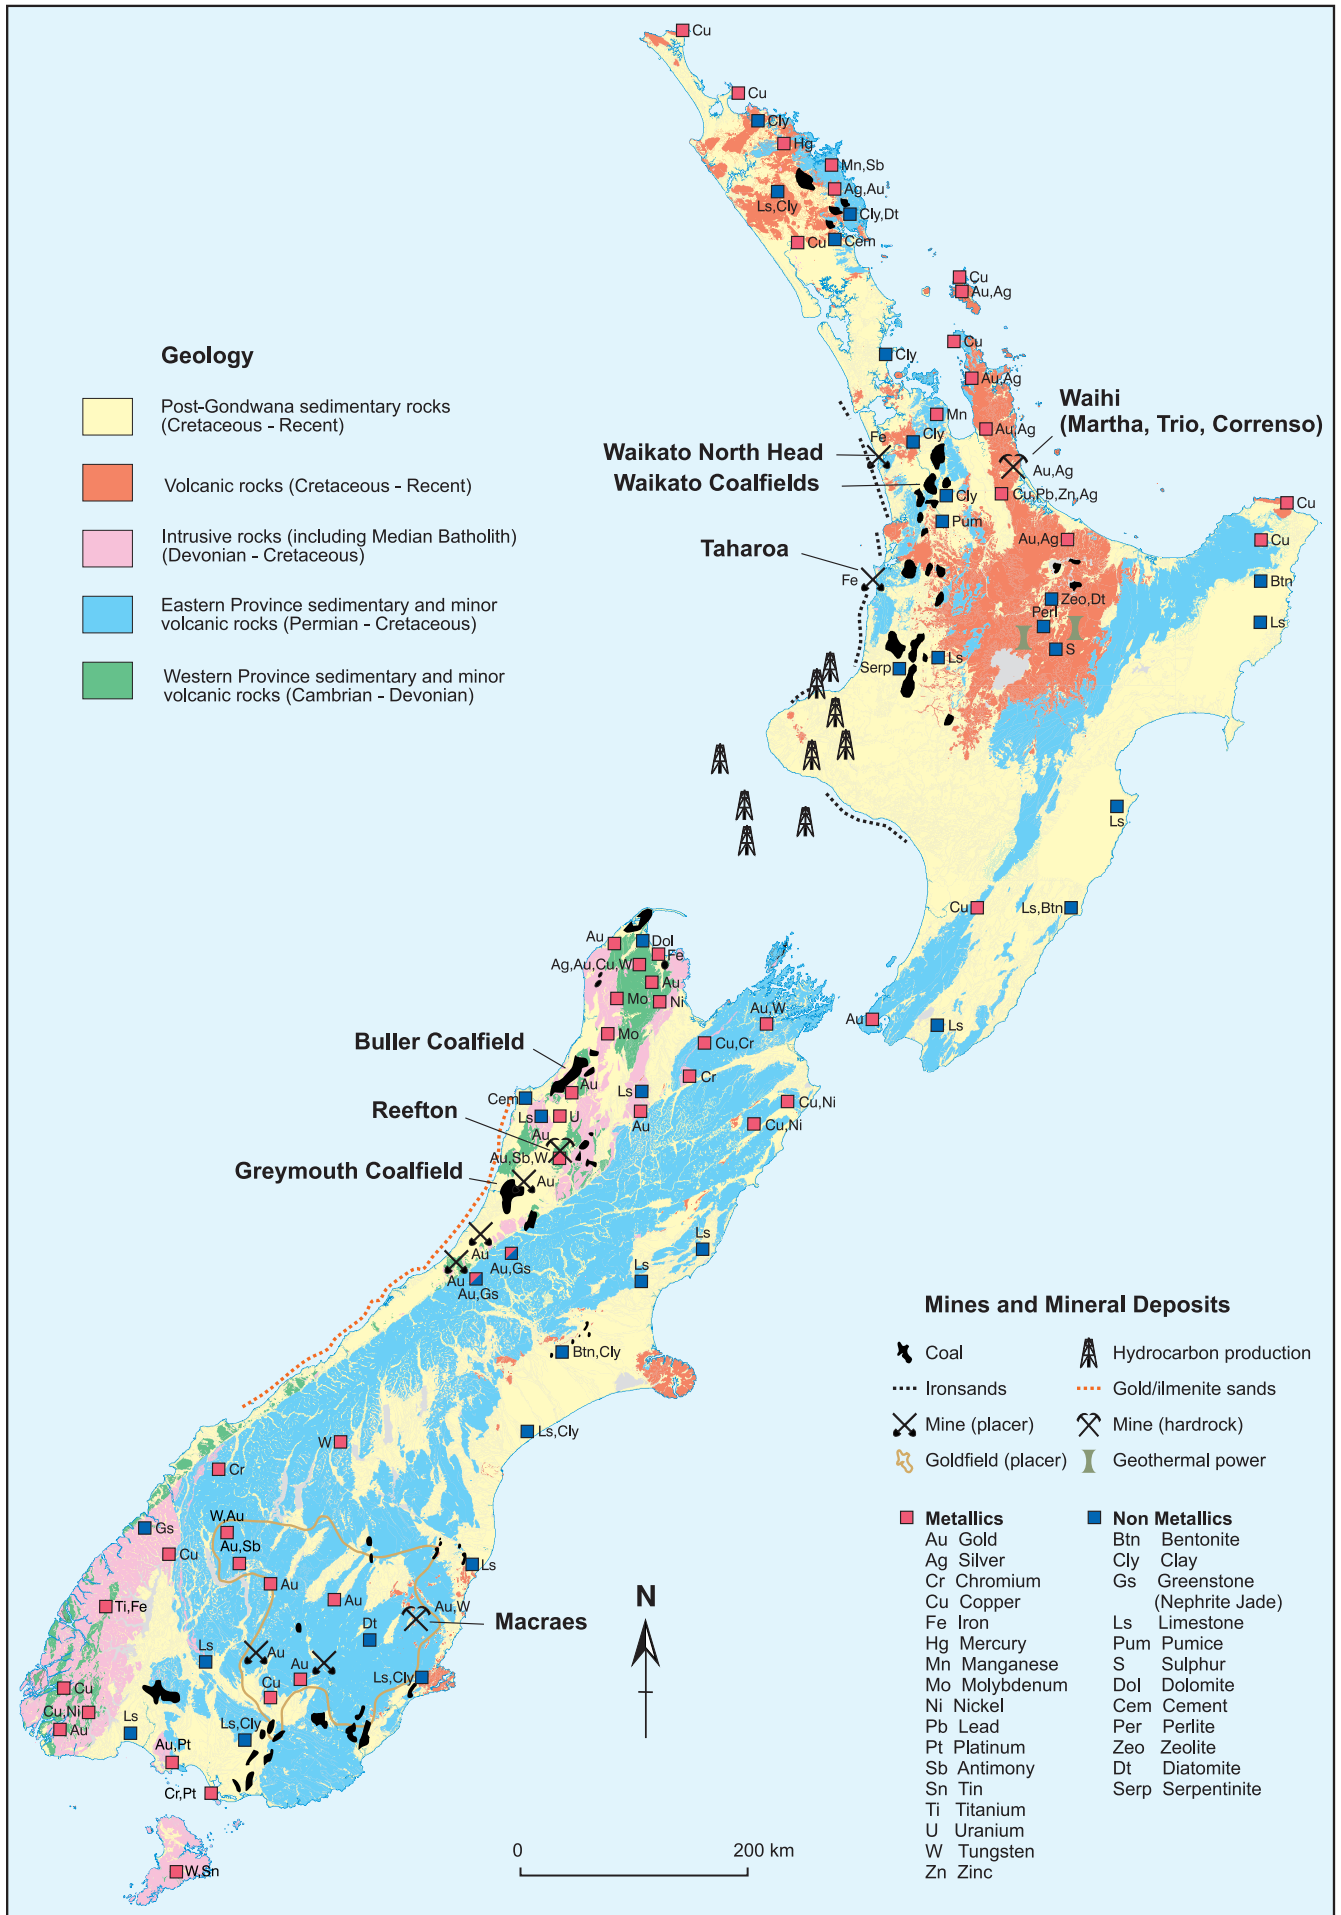 Cu
Cu
Cly
Hg
Mn,Sb
Ag,Au
Ls,Cly
Cly,Dt
Cu
Cem
Cu
Au,Ag
Cu
Cly
Au,Ag
Geology
Post-Gondwana sedimentary rocks
(Cretaceous - Recent)
Volcanic rocks (Cretaceous - Recent)
Intrusive rocks (including Median Batholith)
(Devonian - Cretaceous)
Eastern Province sedimentary and minor
volcanic rocks (Permian - Cretaceous)
Western Province sedimentary and minor
volcanic rocks (Cambrian - Devonian)
Waihi
(Martha, Trio, Correnso)
Mn
Au,Ag
Fe
Cly
Waikato North Head
Au,Ag
Waikato Coalfields
Cly
Cu,Pb,Zn,Ag
Cu
Pum
Au,Ag
Cu
Taharoa
Fe
Btn
Zeo,Dt
Perl
Ls
S
Ls
Serp
Ls
Cu
Ls,Btn
Au
Dol
Fe
Ag,Au,Cu,W
Au
Mo
Ni
Au,W
Au
Ls
Mo
Cu,Cr
Buller Coalfield
Cr
Au
Ls
Cem
Cu,Ni
Reefton
Ls
U
Au
Cu,Ni
Au
Au,Sb,W
Greymouth Coalfield
Au
Ls
Au
Au,Gs
Ls
Au
Au,Gs
Btn,Cly
Ls,Cly
W
Cr
W,Au
Gs
Au,Sb
Cu
Ls
Au
Ti,Fe
Au
Au,W
Macraes
Dt
Ls
Au
Au
Ls,Cly
Cu
Cu
Cu,Ni
Au
Ls
Ls,Cly
Au,Pt
Cr,Pt
W,Sn
N
0
200 km
Mines and Mineral Deposits
Coal
Hydrocarbon production
Ironsands
Gold/ilmenite sands
Mine (placer)
Mine (hardrock)
Goldfield (placer)
Geothermal power
Metallics
Au Gold
Ag Silver
Cr Chromium
Cu Copper
Fe Iron
Hg Mercury
Mn Manganese
Mo Molybdenum
Ni Nickel
Pb Lead
Pt Platinum
Sb Antimony
Sn Tin
Ti Titanium
U Uranium
W Tungsten
Zn Zinc
Non Metallics
Btn Bentonite
Cly Clay
Gs Greenstone
(Nephrite Jade)
Ls Limestone
Pum Pumice
S Sulphur
Dol Dolomite
Cem Cement
Per Perlite
Zeo Zeolite
Dt Diatomite
Serp Serpentinite